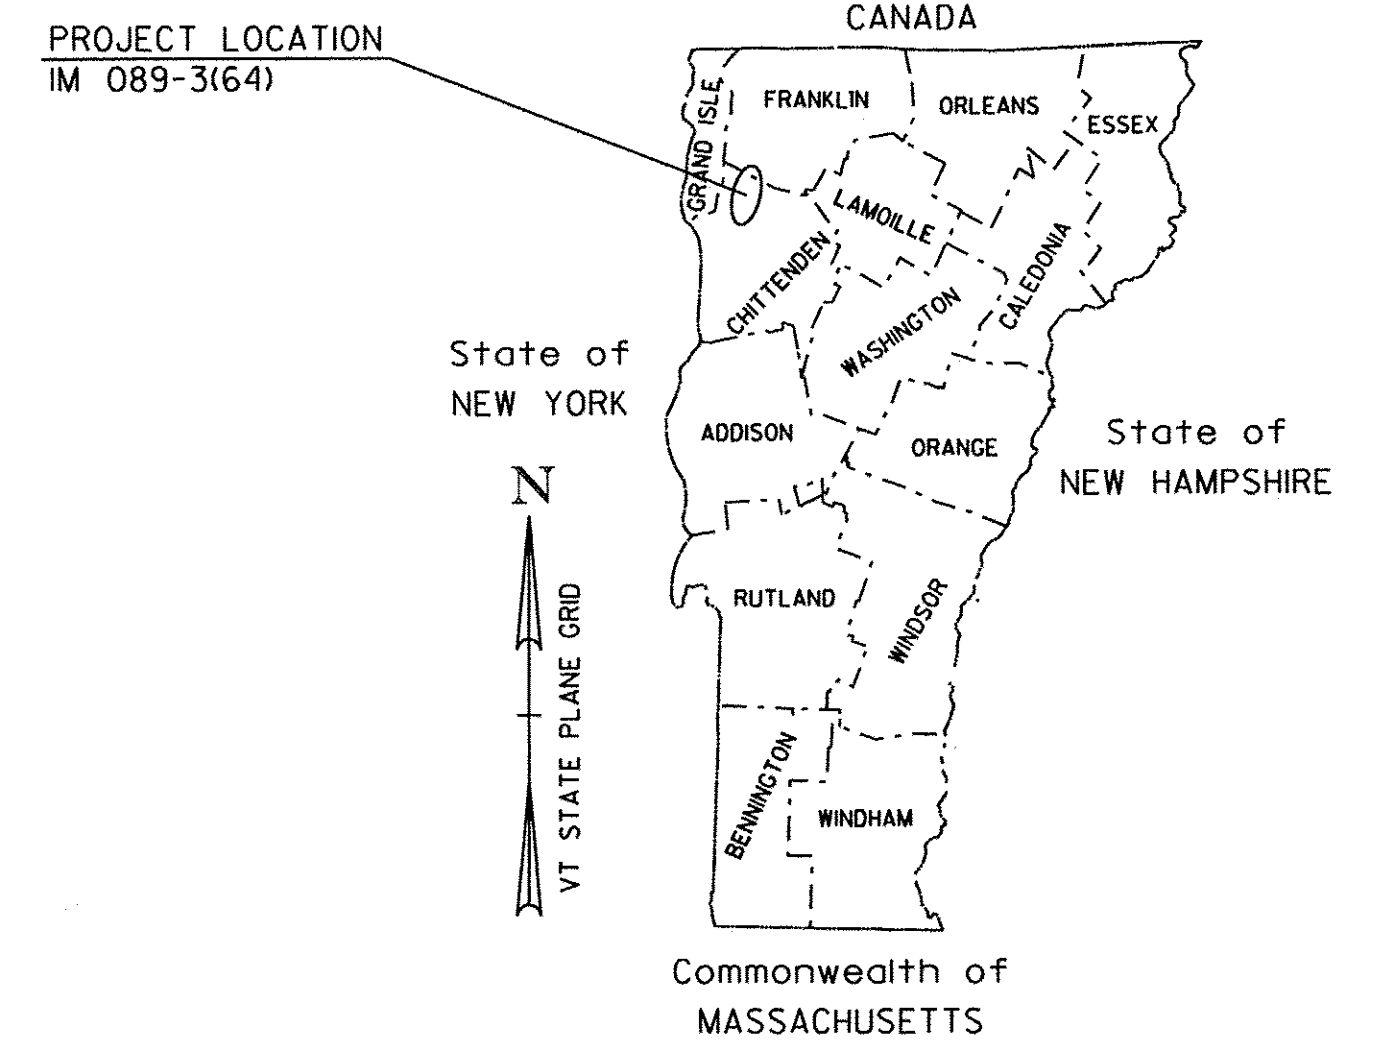 CANADA
PROJECT LOCATION
IM 089-3(64)
GRAND ISLE
FRANKLIN
ORLEANS
ESSEX
LAMOILLE
CHITTENDEN
CALEDONIA
WASHINGTON
State of
NEW YORK
ADDISON
ORANGE
State of
NEW HAMPSHIRE
N
VT STATE PLANE GRID
RUTLAND
WINDSOR
BENNINGTON
WINDHAM
Commonwealth of
MASSACHUSETTS